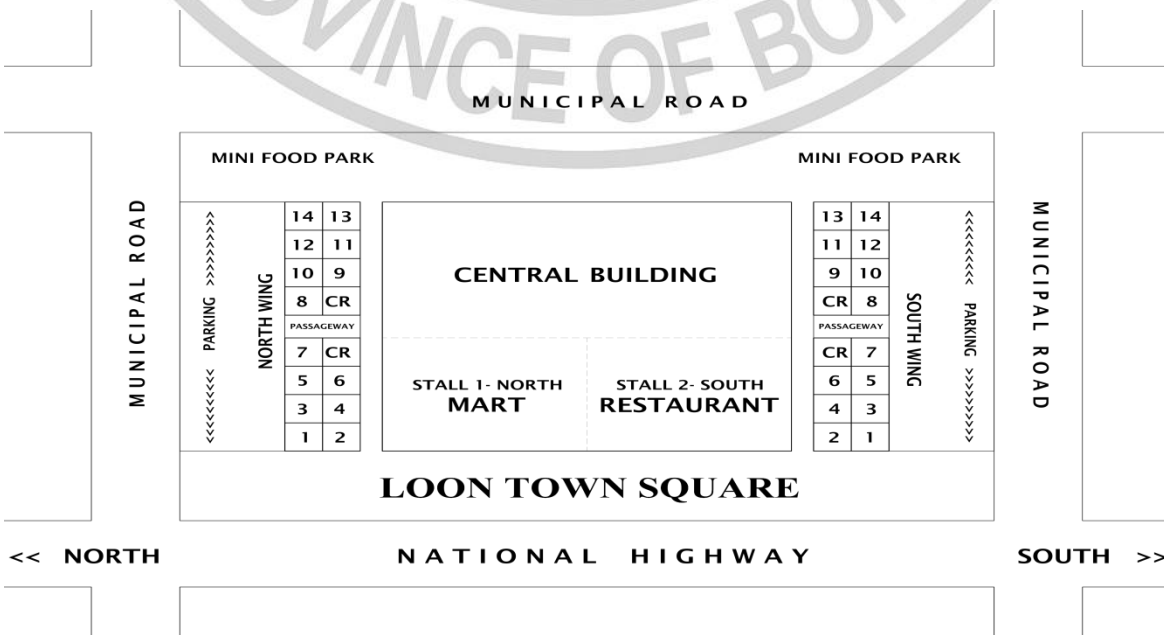 VINCE OF BO
MUNICIPAL ROAD
MINI FOOD PARK
MINI FOOD PARK
MUNICIPAL ROAD
<<<<<<<<< PARKING >>>>>>>>>>
NORTH WING
14 13
12 11
10 9
8 CR
PASSAGEWAY
7 CR
5 6
3 4
1 2
CENTRAL BUILDING
STALL 1- NORTH
MART
STALL 2- SOUTH
RESTAURANT
13 14
11 12
9 10
CR 8
PASSAGEWAY
CR 7
6 5
4 3
2 1
SOUTH WING
<<<<<<<<<< PARKING >>>>>>>>>
MUNICIPAL ROAD
LOON TOWN SQUARE
<< NORTH
NATIONAL HIGHWAY
SOUTH >>